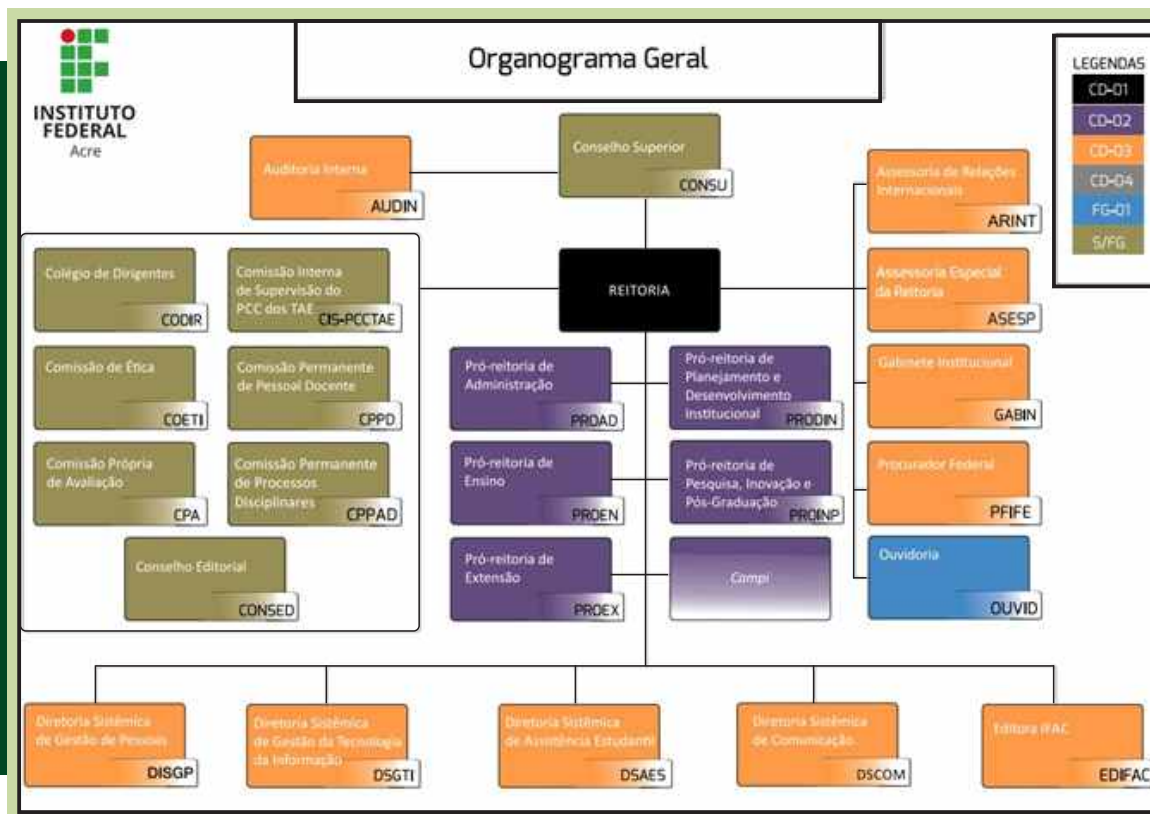 INSTITUTO
FEDERAL
Acre
Organograma Geral
LEGENDAS
CD-01
CD-02
CD-03
CD-04
FG-01
S/FG
Auditoria Interna
AUDIN
Conselho Superior
CONSU
Assessoria de Relações
Internacionais
ARINT
Colégio de Dirigentes
CODIR
Comissão Interna
de Supervisão do
PCC dos TAE
CIS-PCCTAE
REITORIA
Assessoria Especial
da Reitoria
ASESP
Comissão de Ética
COETI
Comissão Permanente
de Pessoal Docente
CPPD
Pró-reitoria de
Administração
PROAD
Pró-reitoria de
Planejamento e
Desenvolvimento
Institucional
PRODIN
Gabinete Institucional
GABIN
Comissão Própria
de Avaliação
CPA
Comissão Permanente
de Processos
Disciplinares
CPPAD
Pró-reitoria de
Ensino
PROEN
Pró-reitoria de
Pesquisa, Inovação e
Pós-Graduação
PROINP
Procurador Federal
PFIFE
Conselho Editorial
CONSED
Pró-reitoria de
Extensão
PROEX
Campi
Ouvidoria
OUVID
Diretoria Sistêmica
de Gestão de Pessoas
DISGP
Diretoria Sistêmica
de Gestão da Tecnologia
da Informação
DSGTI
Diretoria Sistêmica
de Assistência Estudantil
DSAES
Diretoria Sistêmica
de Comunicação
DSCOM
Editora IFAC
EDIFAC